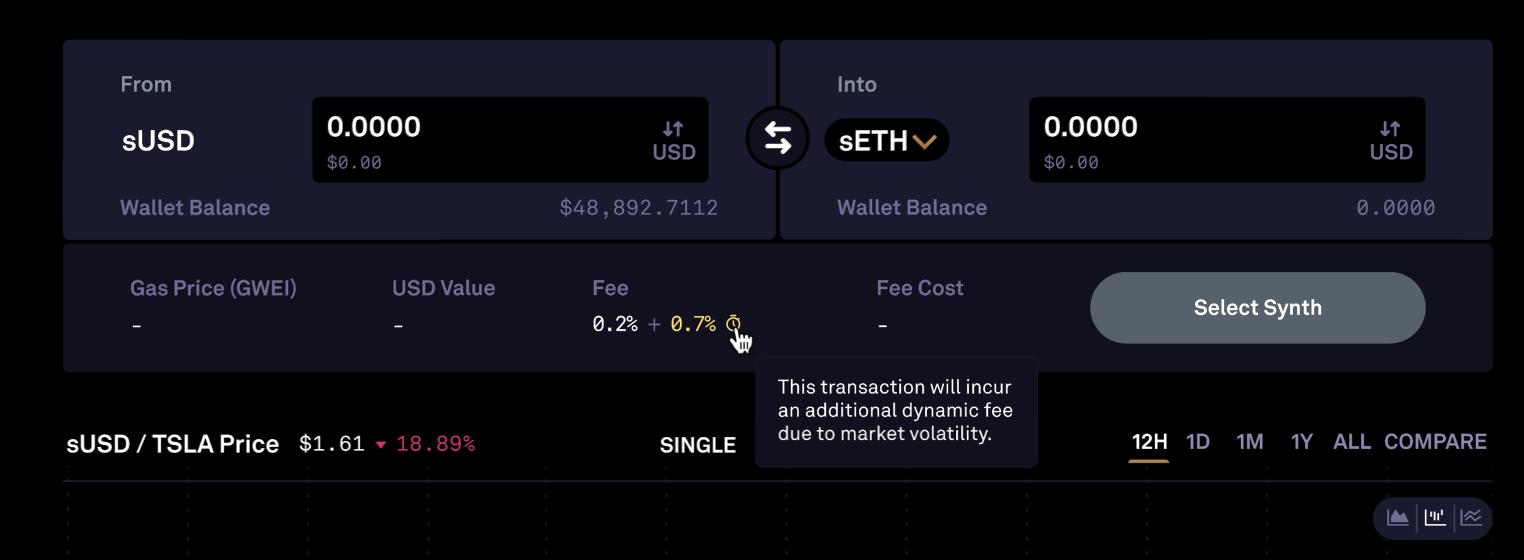 From
sUSD
0.0000
$0.00
USD
Wallet Balance
$48,892.7112
Into
sETH
0.0000
$0.00
USD
Wallet Balance
0.0000
Gas Price (GWEI)
-
USD Value
-
Fee
0.2% + 0.7%
Fee Cost
-
Select Synth
This transaction will incur
an additional dynamic fee
due to market volatility.
sUSD / TSLA Price $1.61 18.89%
SINGLE
12H 1D 1M 1Y ALL COMPARE